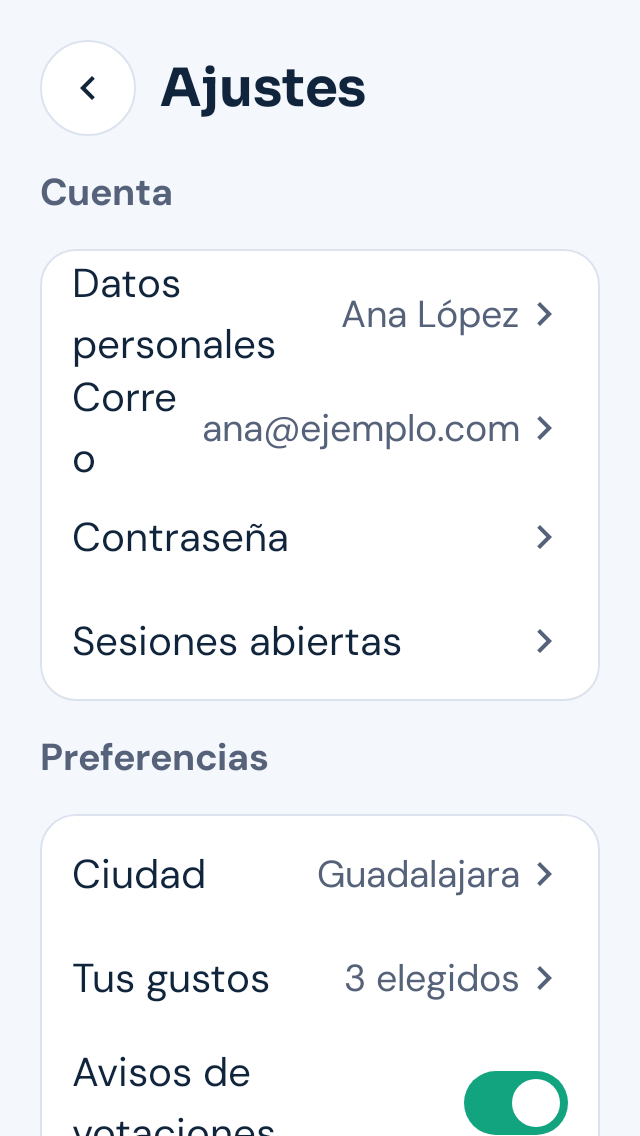 Ajustes
Cuenta
Datos
personales
Ana López
Corre
o
ana@ejemplo.com
Contraseña
Sesiones abiertas
Preferencias
Ciudad
Guadalajara
Tus gustos
3 elegidos
Avisos de
votaciones